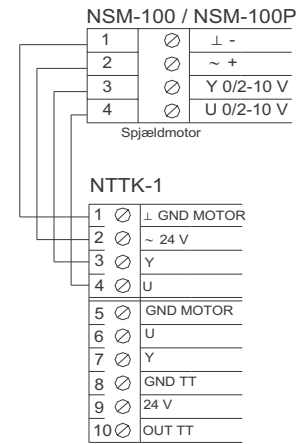 NSM-100 / NSM-100P
1 ⊥ -
2 ~ +
3 Y 0/2-10 V
4 U 0/2-10 V
Spjældmotor
NTTK-1
1 ⊥ GND MOTOR
2 ~ 24 V
3 Y
4 U
5 GND MOTOR
6 U
7 Y
8 GND TT
9 24 V
10 OUT TT